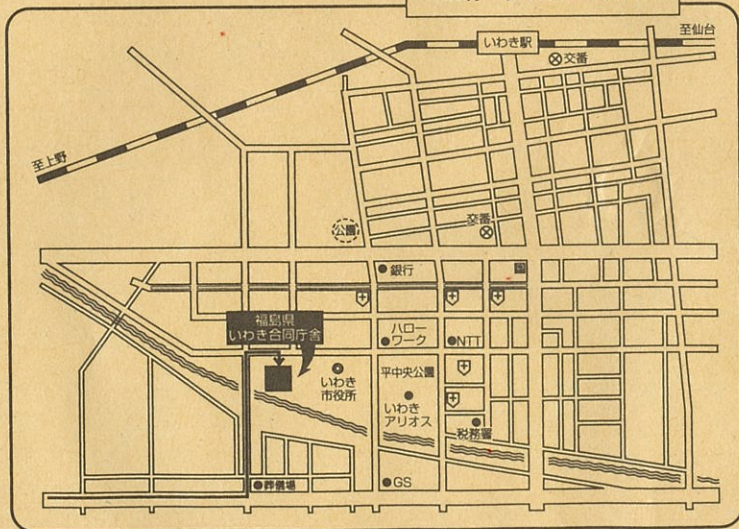 至仙台
いわき駅
交番
至上野
公園
交番
銀行
福島県
いわき合同庁舎
ハロー
ワーク
NTT
いわき
市役所
平中央公園
いわき
アリオス
税務署
葬儀場
GS